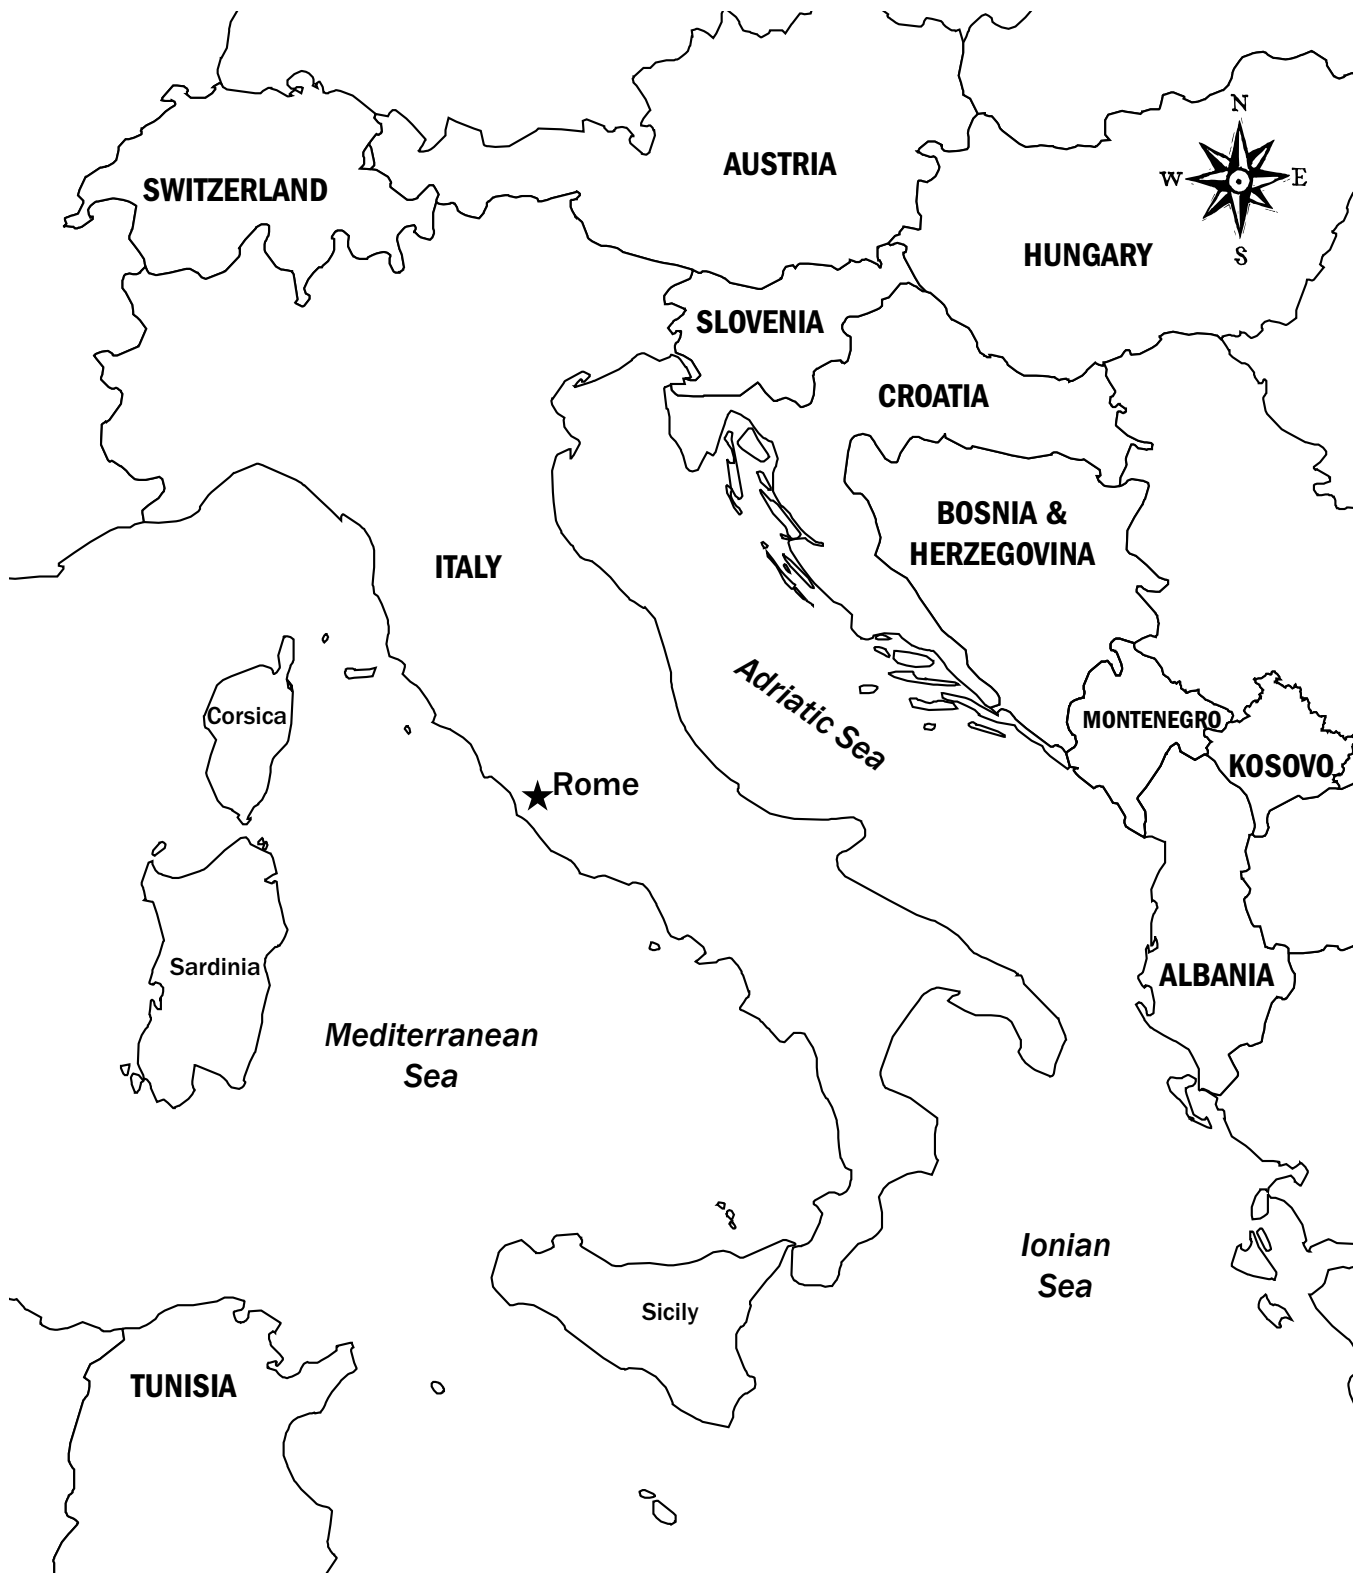 N
AUSTRIA
SWITZERLAND
W
E
HUNGARY
S
SLOVENIA
CROATIA
BOSNIA &
HERZEGOVINA
ITALY
Adriatic Sea
Corsica
MONTENEGRO
KOSOVO
Rome
Sardinia
ALBANIA
Mediterranean
Sea
Ionian
Sea
Sicily
TUNISIA